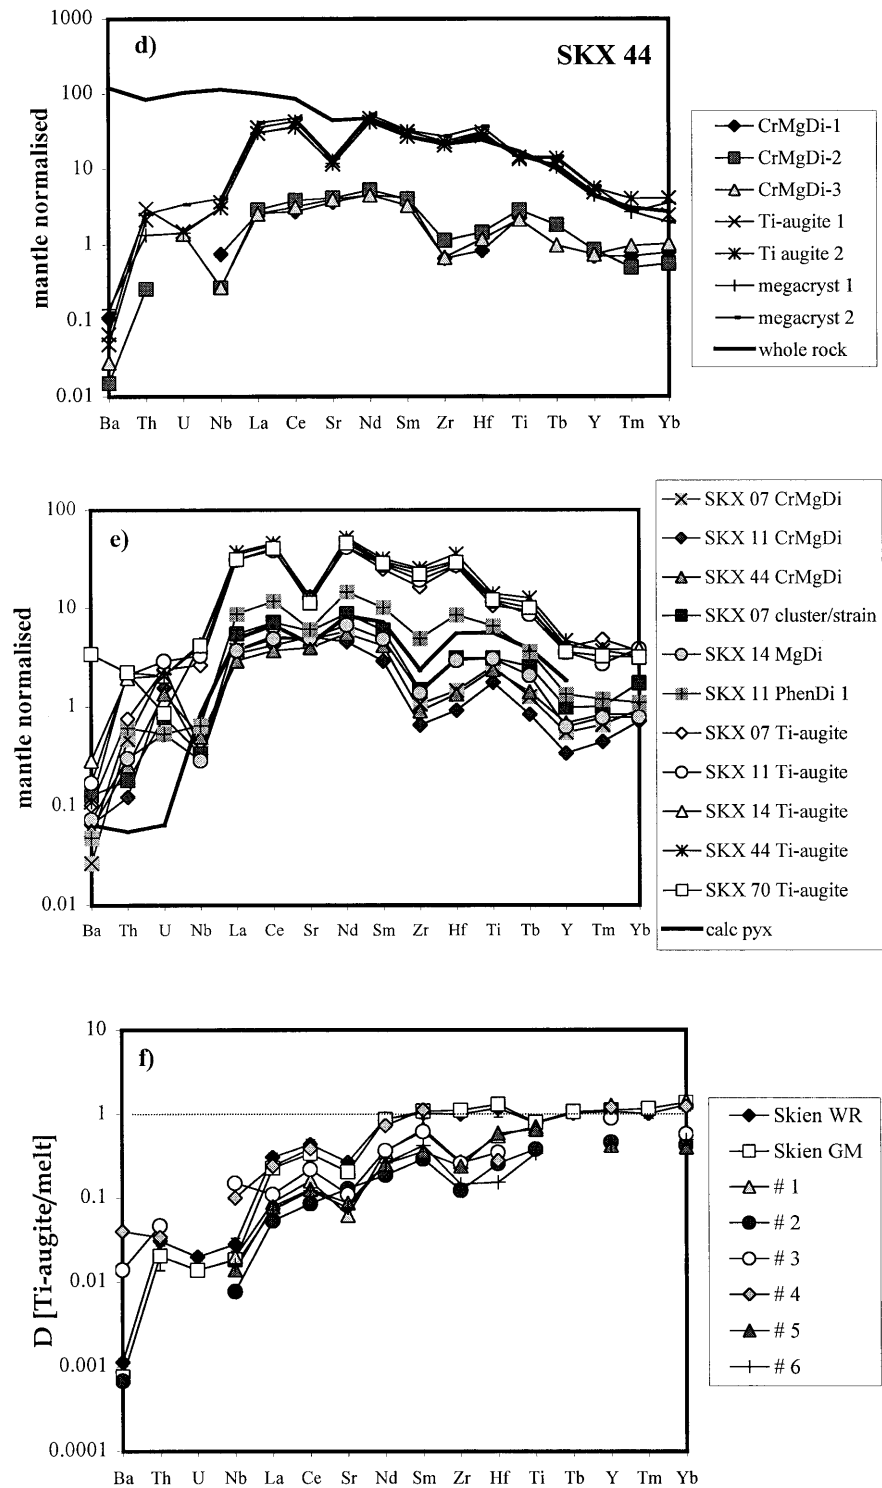 d)
SKX 44
mantle normalised
1000
100
10
1
0.1
0.01
Ba Th U Nb La Ce Sr Nd Sm Zr Hf Ti Tb Y Tm Yb
CrMgDi-1
CrMgDi-2
CrMgDi-3
Ti-augite 1
Ti augite 2
megacryst 1
megacryst 2
whole rock
e)
mantle normalised
100
10
1
0.1
0.01
Ba Th U Nb La Ce Sr Nd Sm Zr Hf Ti Tb Y Tm Yb
SKX 07 CrMgDi
SKX 11 CrMgDi
SKX 44 CrMgDi
SKX 07 cluster/strain
SKX 14 MgDi
SKX 11 PhenDi 1
SKX 07 Ti-augite
SKX 11 Ti-augite
SKX 14 Ti-augite
SKX 44 Ti-augite
SKX 70 Ti-augite
calc pyx
f)
D [Ti-augite/melt]
10
1
0.1
0.01
0.001
0.0001
Ba Th U Nb La Ce Sr Nd Sm Zr Hf Ti Tb Y Tm Yb
Skien WR
Skien GM
# 1
# 2
# 3
# 4
# 5
# 6